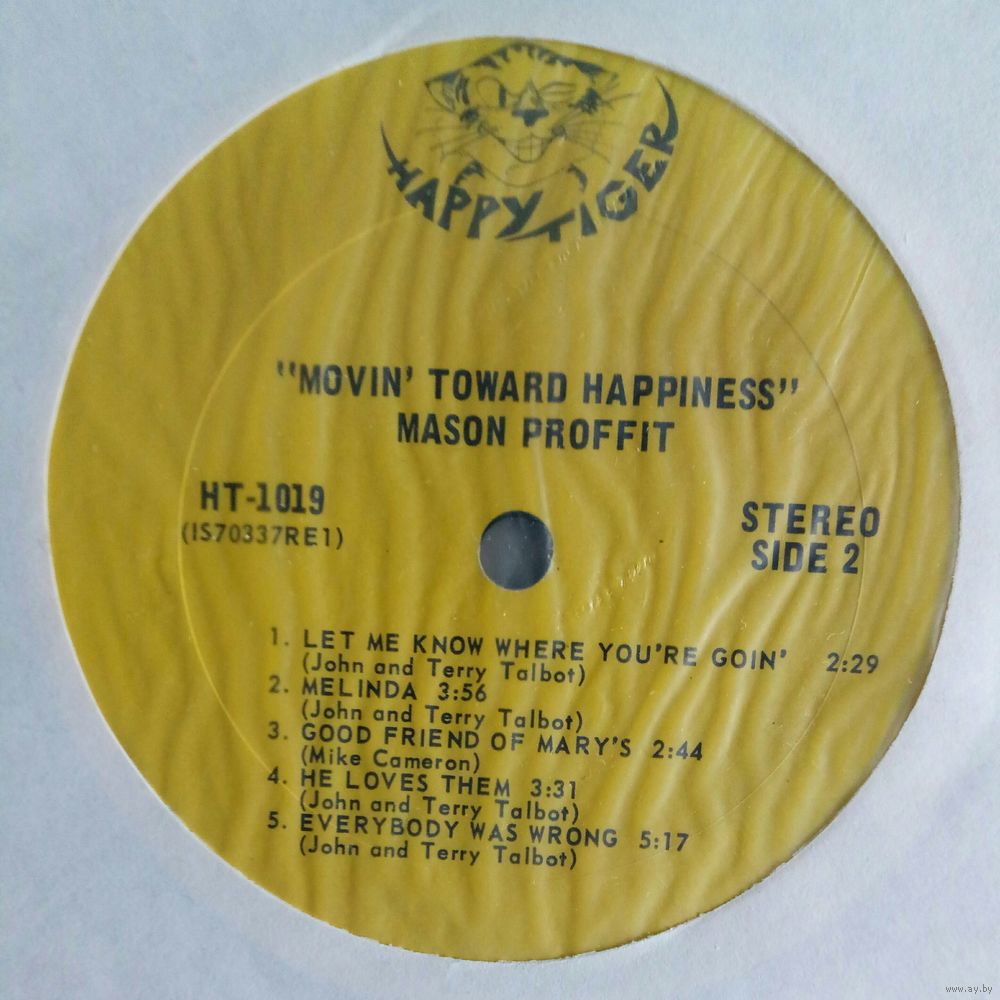 HAPPY TIGER
"MOVIN' TOWARD HAPPINESS"
MASON PROFFIT
HT-1019
(IS70337RE1)
STEREO
SIDE 2
1. LET ME KNOW WHERE YOU'RE GOIN' 2:29
(John and Terry Talbot)
2. MELINDA 3:56
(John and Terry Talbot)
3. GOOD FRIEND OF MARY'S 2:44
(Mike Cameron)
4. HE LOVES THEM 3:31
(John and Terry Talbot)
5. EVERYBODY WAS WRONG 5:17
(John and Terry Talbot)
www.ay.by